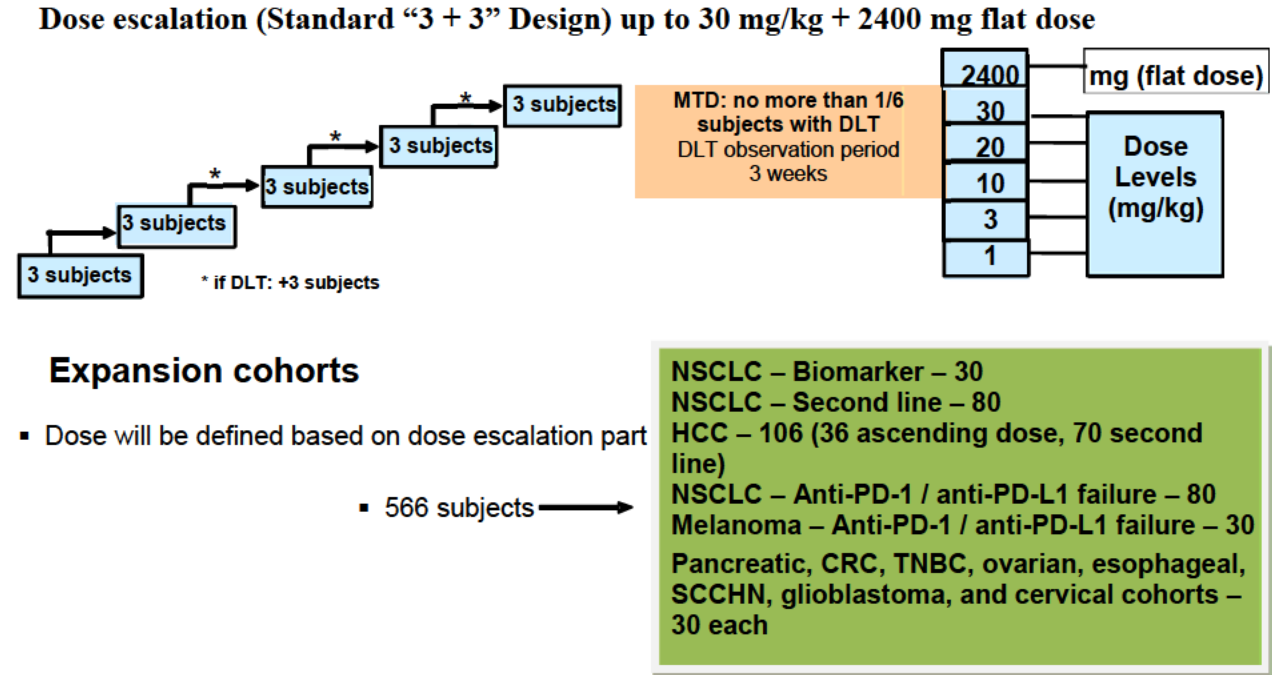 Dose escalation (Standard “3 + 3” Design) up to 30 mg/kg + 2400 mg flat dose
3 subjects
3 subjects
3 subjects
3 subjects
3 subjects
*
*
*
* if DLT: +3 subjects
MTD: no more than 1/6
subjects with DLT
DLT observation period
3 weeks
2400
30
20
10
3
1
mg (flat dose)
Dose
Levels
(mg/kg)
Expansion cohorts
▪ Dose will be defined based on dose escalation part
▪ 566 subjects
NSCLC – Biomarker – 30
NSCLC – Second line – 80
HCC – 106 (36 ascending dose, 70 second
line)
NSCLC – Anti-PD-1 / anti-PD-L1 failure – 80
Melanoma – Anti-PD-1 / anti-PD-L1 failure – 30
Pancreatic, CRC, TNBC, ovarian, esophageal,
SCCHN, glioblastoma, and cervical cohorts –
30 each